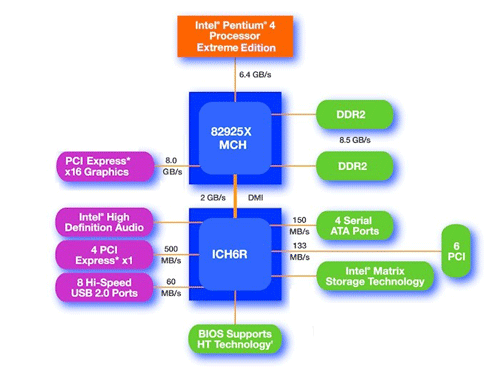 Intel® Pentium® 4
Processor
Extreme Edition
6.4 GB/s
82925X
MCH
DDR2
8.5 GB/s
DDR2
PCI Express*
x16 Graphics
8.0
GB/s
2 GB/s
DMI
Intel® High
Definition Audio
4 PCI
Express* x1
500
MB/s
8 Hi-Speed
USB 2.0 Ports
60
MB/s
ICH6R
150
MB/s
4 Serial
ATA Ports
133
MB/s
6
PCI
Intel® Matrix
Storage Technology
BIOS Supports
HT Technology¹